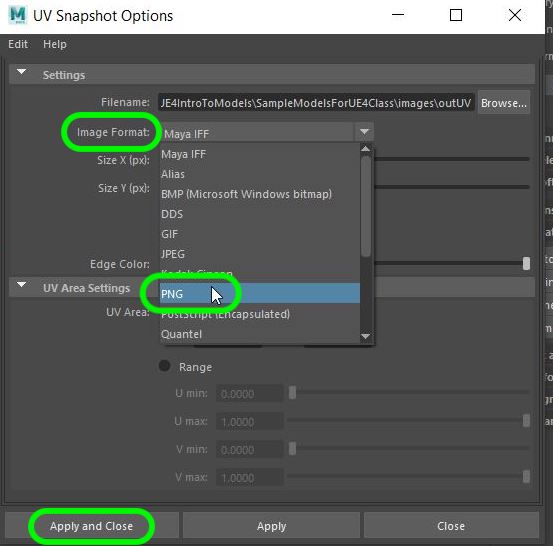 UV Snapshot Options
Edit Help
Settings
Filename: JE4IntroToModels\SampleModelsForUE4Class\images\outUV Browse...
Image Format: Maya IFF
Maya IFF
Size X (px):
Alias
Size Y (px):
BMP (Microsoft Windows bitmap)
DDS
GIF
JPEG
Edge Color:
Kodak Cineon
UV Area Settings
PNG
UV Area:
PostScript (Encapsulated)
Quantel
Range
U min: 0.0000
U max: 1.0000
V min: 0.0000
V max: 1.0000
Apply and Close Apply Close